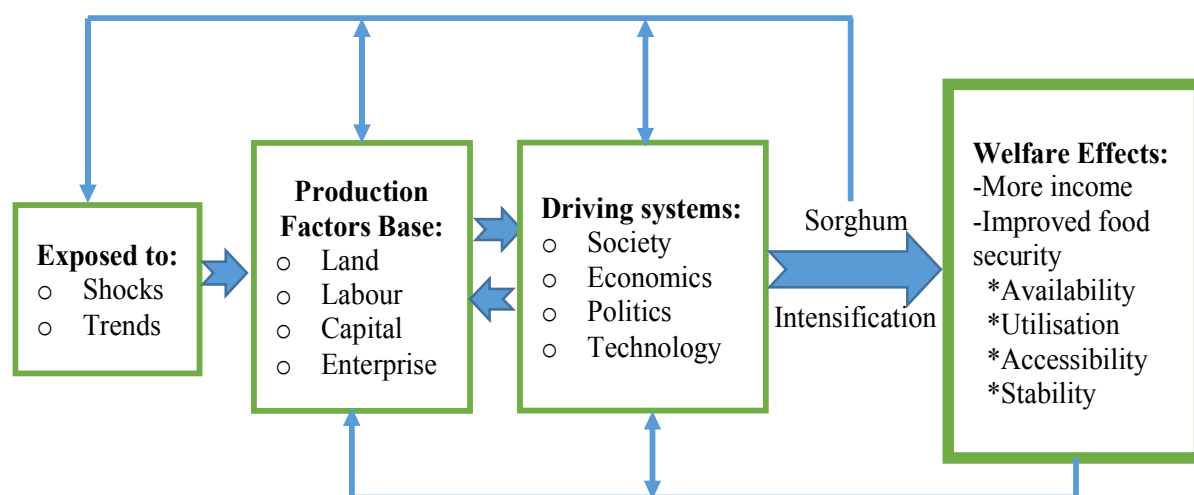 Exposed to:
o Shocks
o Trends
Production
Factors Base:
o Land
o Labour
o Capital
o Enterprise
Driving systems:
o Society
o Economics
o Politics
o Technology
Sorghum
Intensification
Welfare Effects:
-More income
-Improved food
security
*Availability
*Utilisation
*Accessibility
*Stability